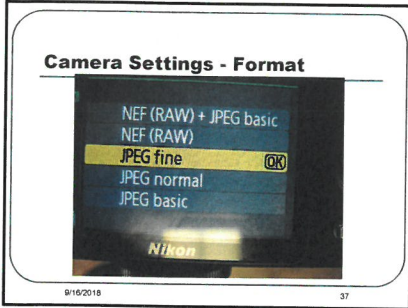 Camera Settings - Format
NEF (RAW) + JPEG basic
NEF (RAW)
JPEG fine OK
JPEG normal
JPEG basic
Nikon
9/16/2018
37